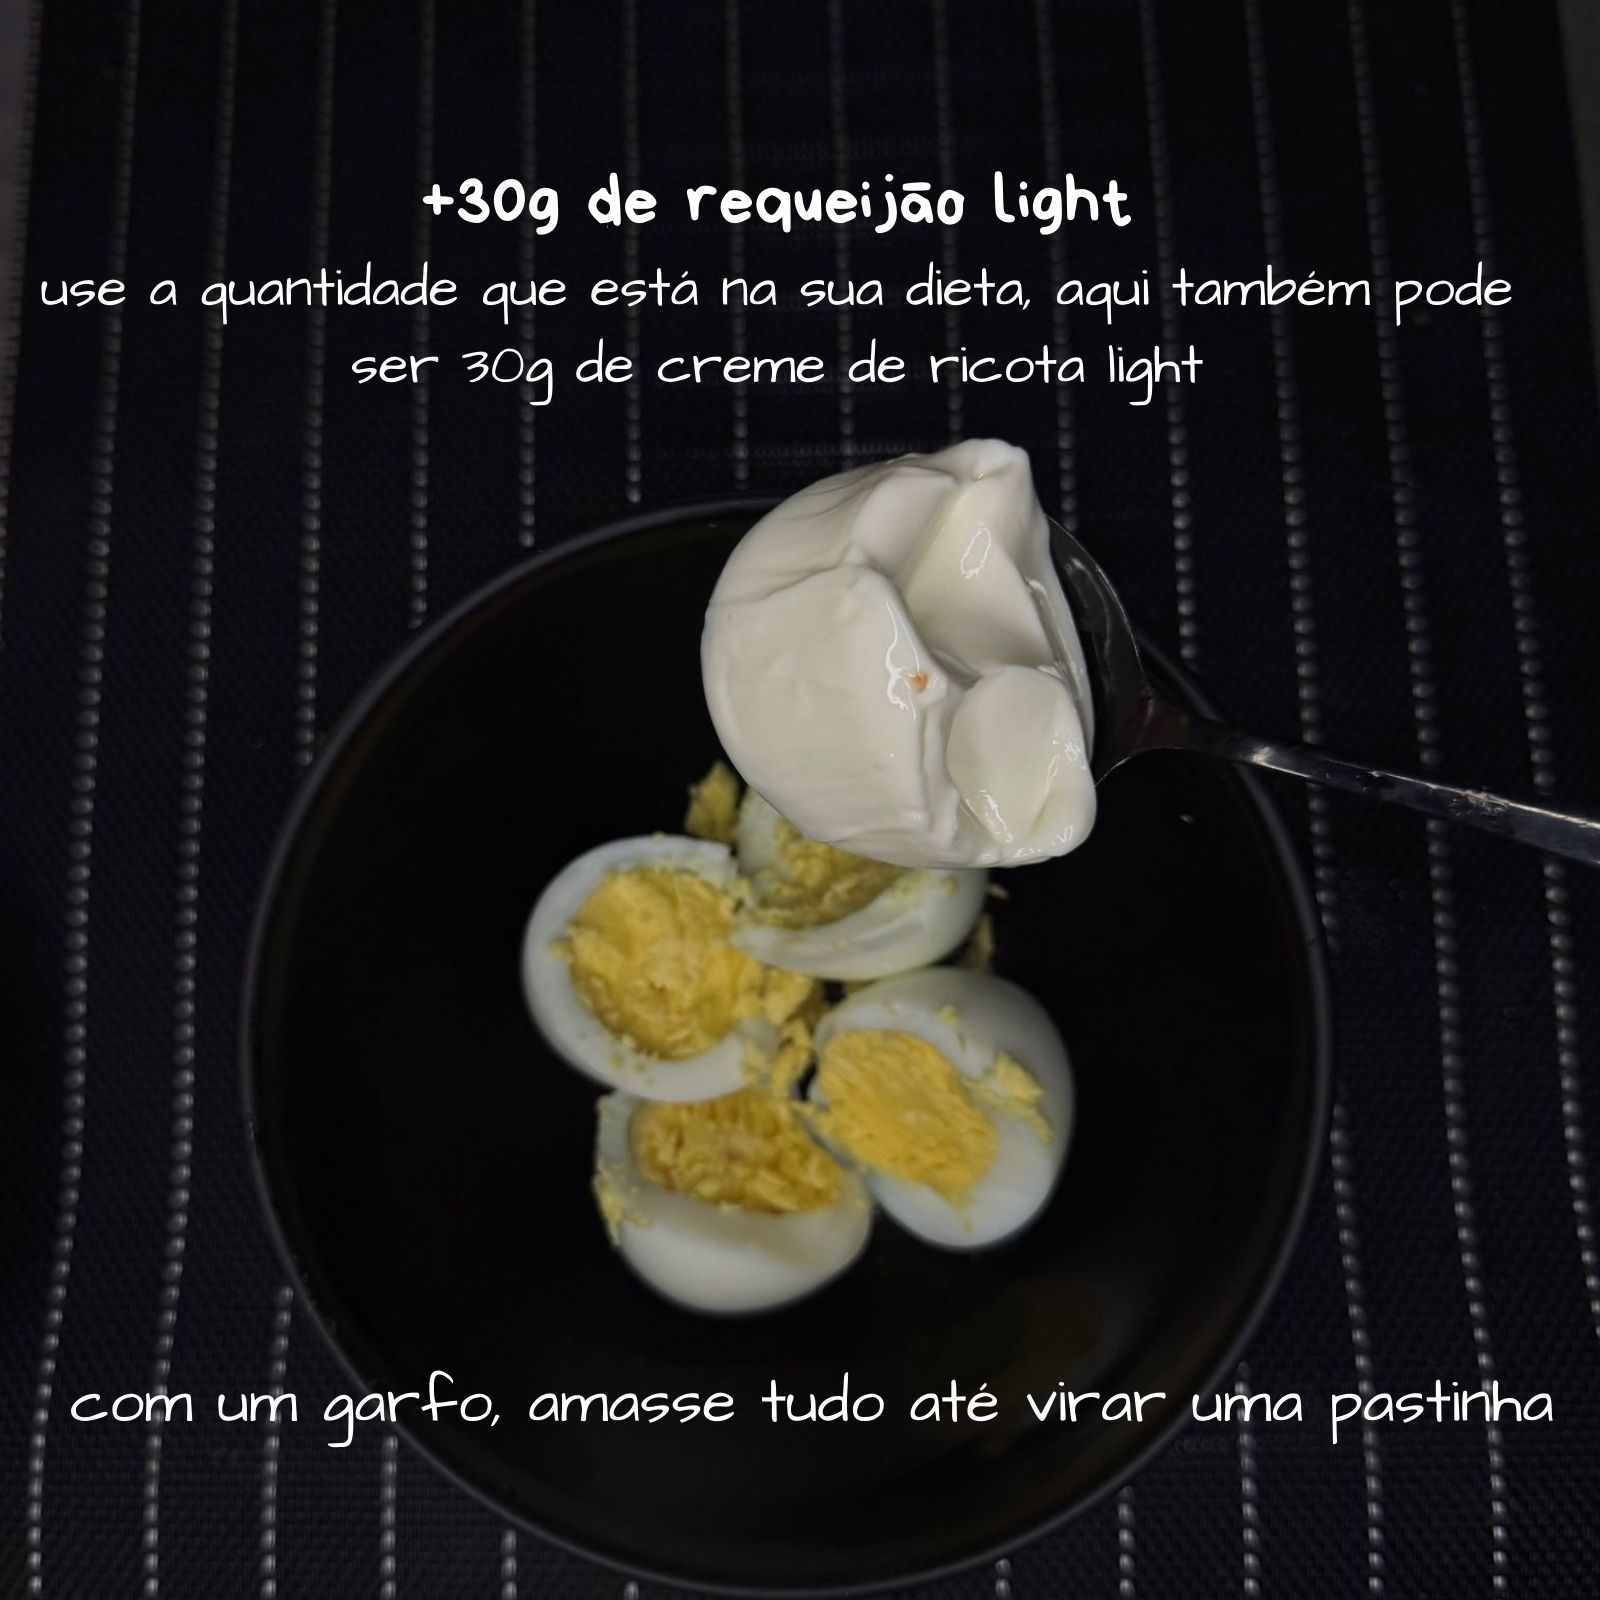 +30g de requeijão light
use a quantidade que está na sua dieta, aqui também pode
ser 30g de creme de ricota light
com um garfo, amasse tudo até virar uma pastinha